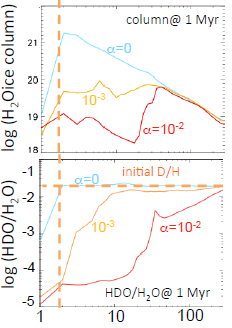 column@ 1 Myr
log (H2Oice column)
21
20
19
18
α=0
10-3
α=10-2
log (HDO/H2O)
-1
-2
-3
-4
-5
α=0
initial D/H
10-3
α=10-2
HDO/H2O@ 1 Myr
1 10 100